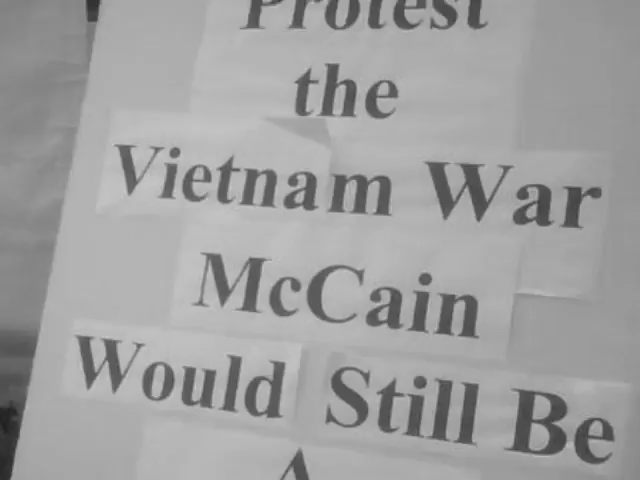 Protest
the
Vietnam War
McCain
Would Still Be
A